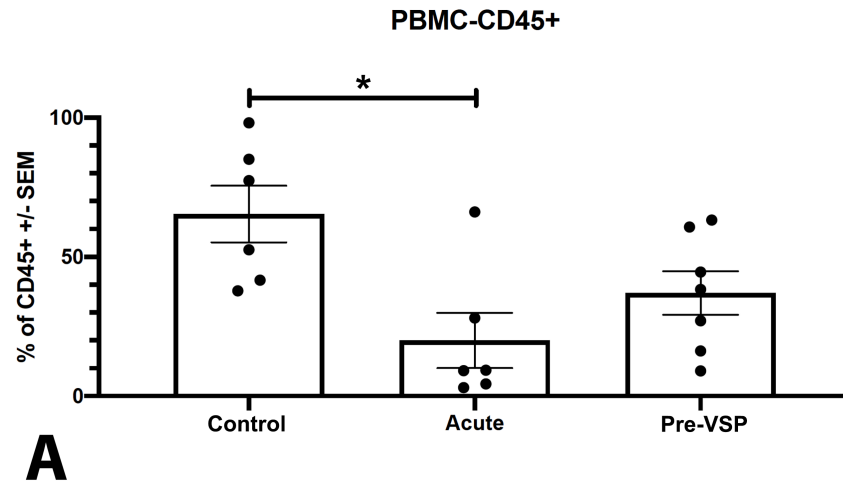 PBMC-CD45+
*
100
50
0
% of CD45+ +/- SEM
Control Acute Pre-VSP
A